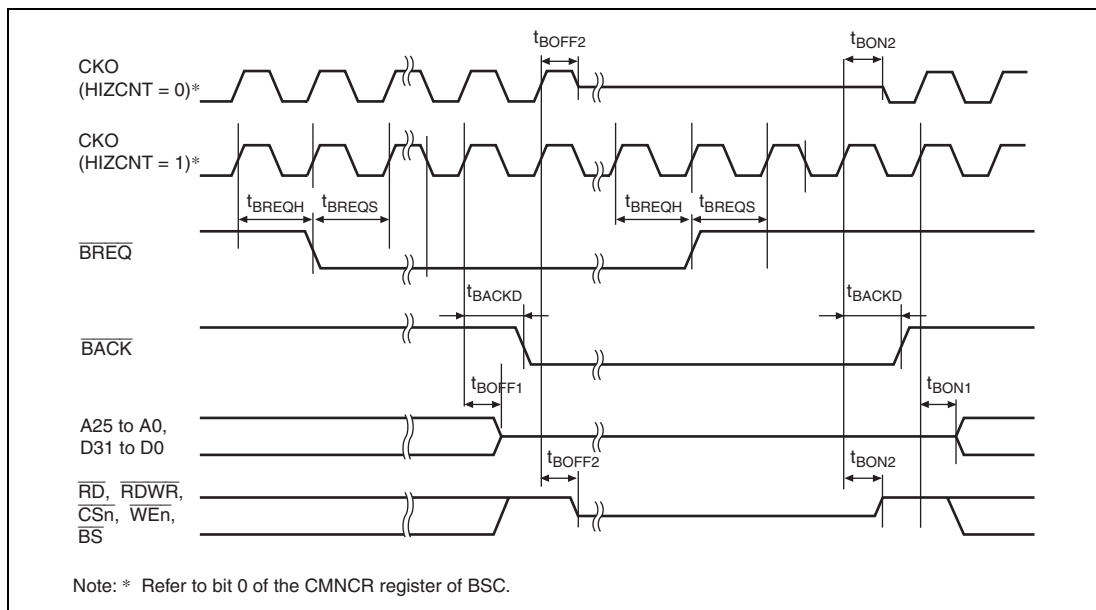 tBOFF2 tBON2
CKO
(HIZCNT = 0)*
CKO
(HIZCNT = 1)*
tBREQH tBREQS tBREQH tBREQS
BREQ
tBACKD tBACKD
BACK
tBOFF1 tBON1
A25 to A0,
D31 to D0
tBOFF2 tBON2
RD, RDWR,
CSn, WEn,
BS
Note: * Refer to bit 0 of the CMNCR register of BSC.